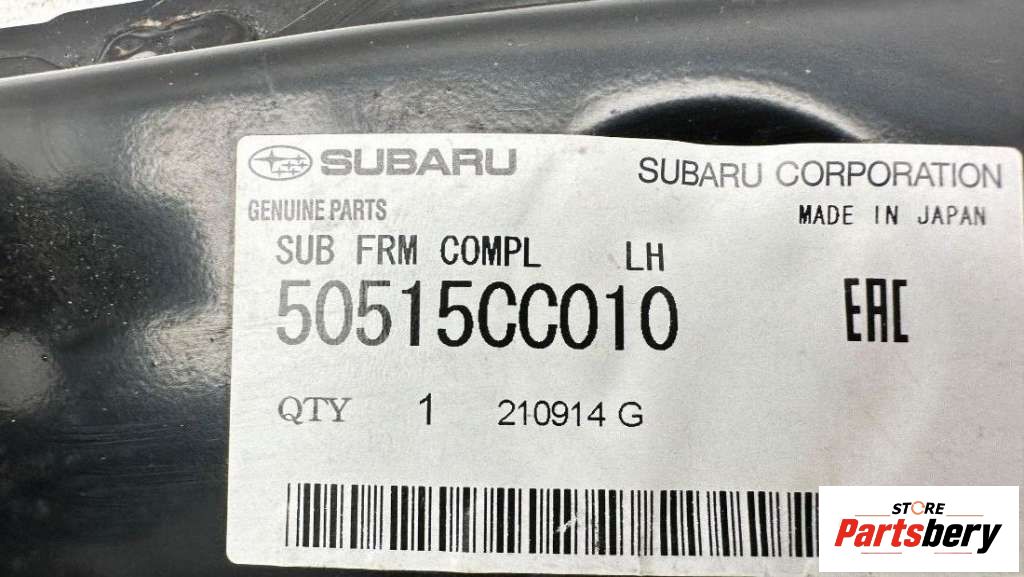 SUBARU
SUBARU CORPORATION
GENUINE PARTS
MADE IN JAPAN
SUB FRM COMPL LH
50515CC010
EAC
QTY 1 210914 G
STORE
Partsbery